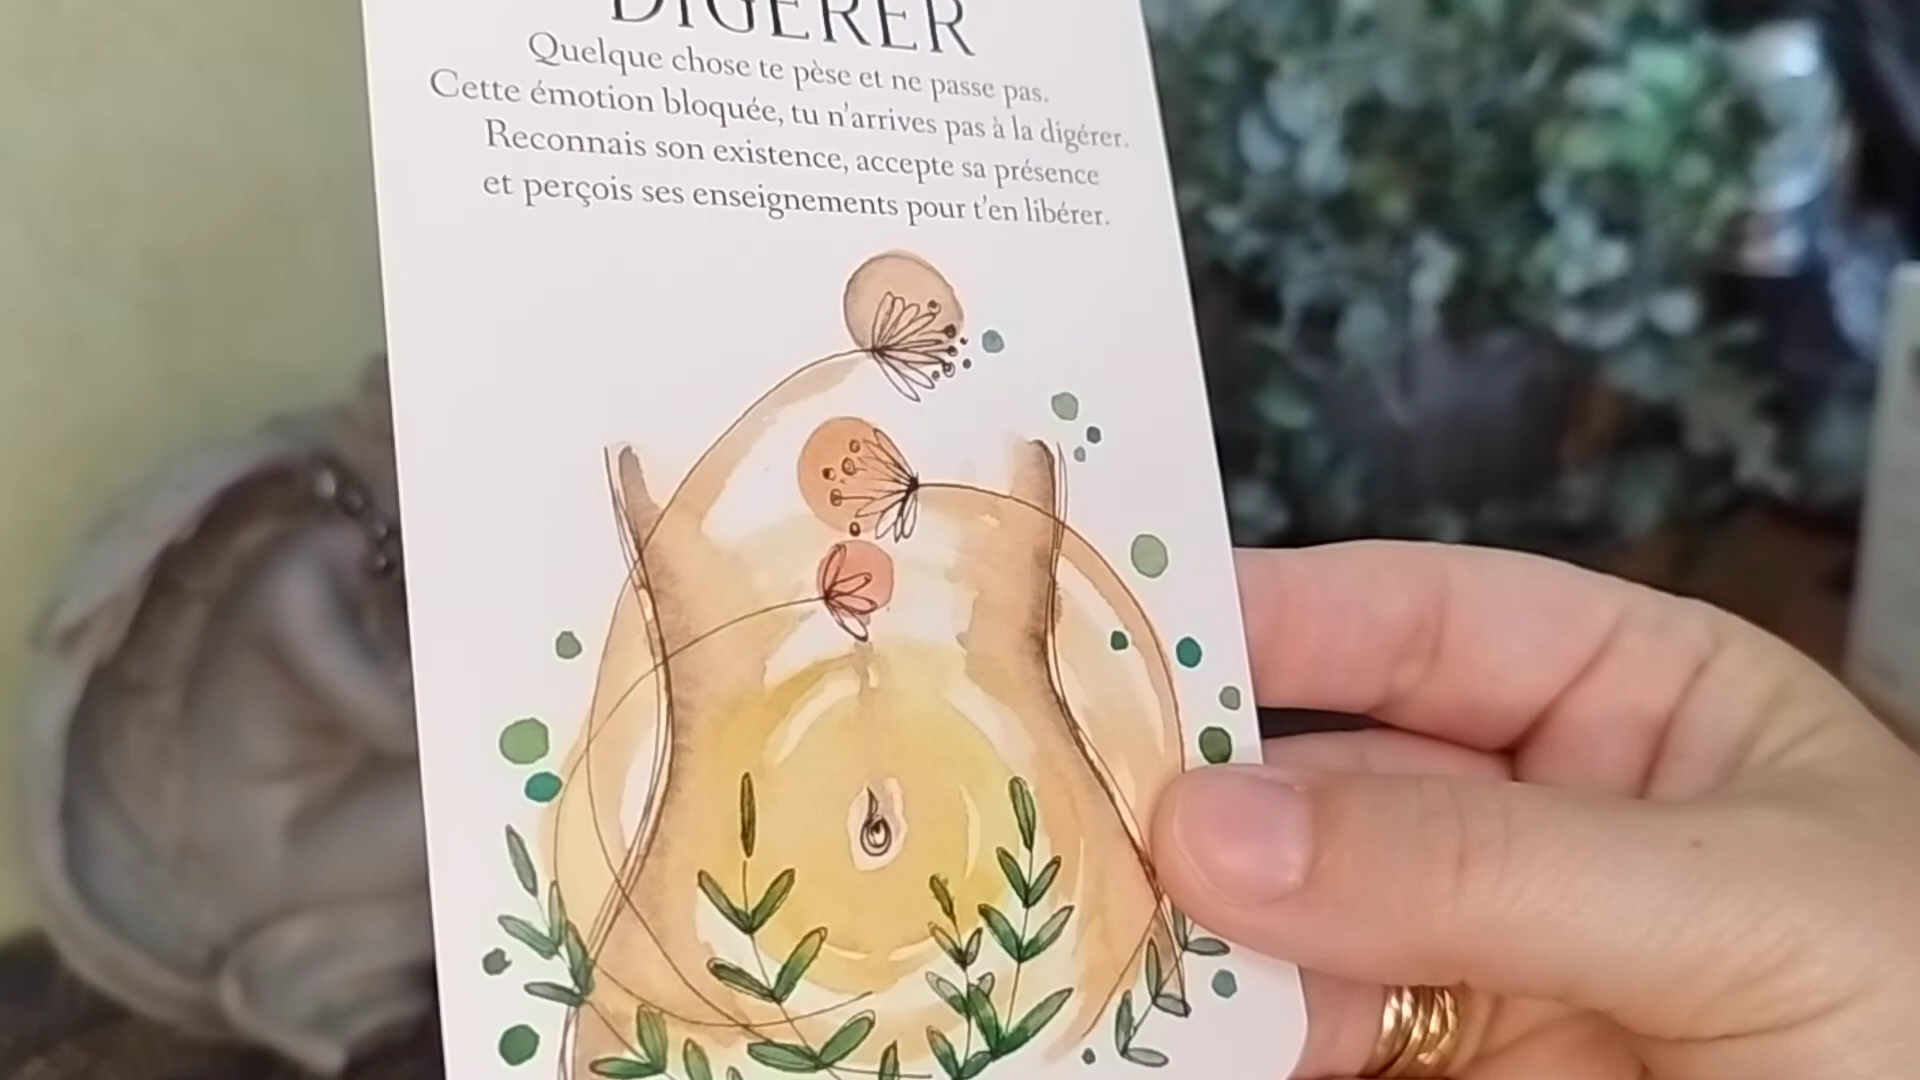 DIGÉRER
Quelque chose te pèse et ne passe pas.
Cette émotion bloquée, tu n'arrives pas à la digérer.
Reconnais son existence, accepte sa présence
et perçois ses enseignements pour t'en libérer.